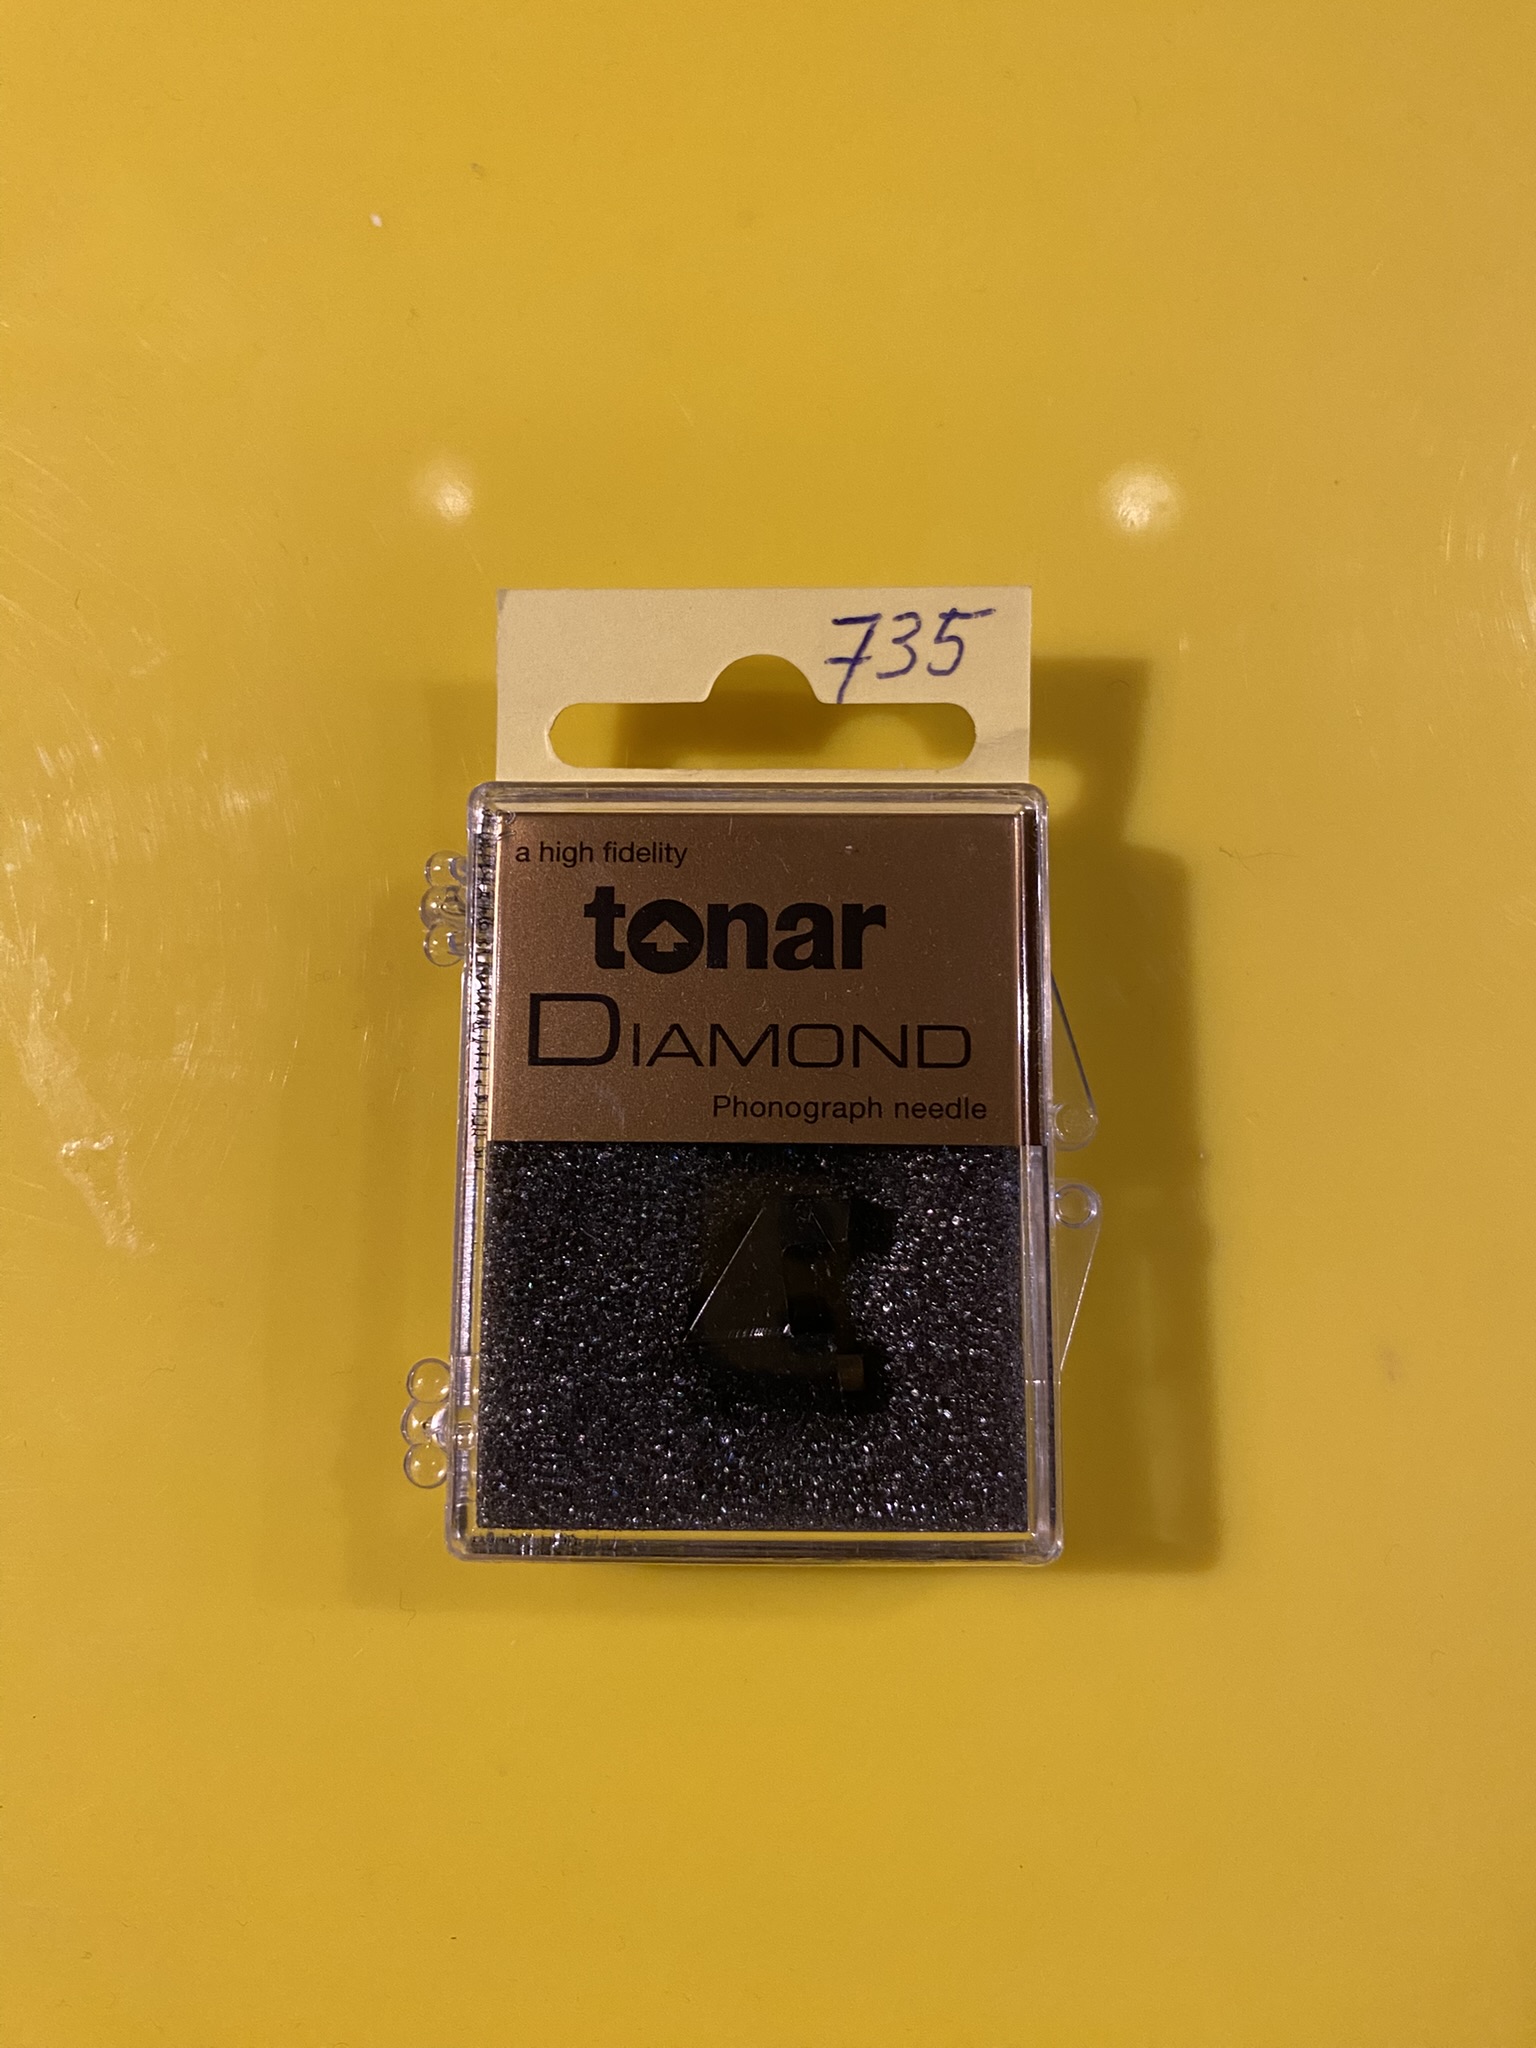 735
a high fidelity
tonar
DIAMOND
Phonograph needle